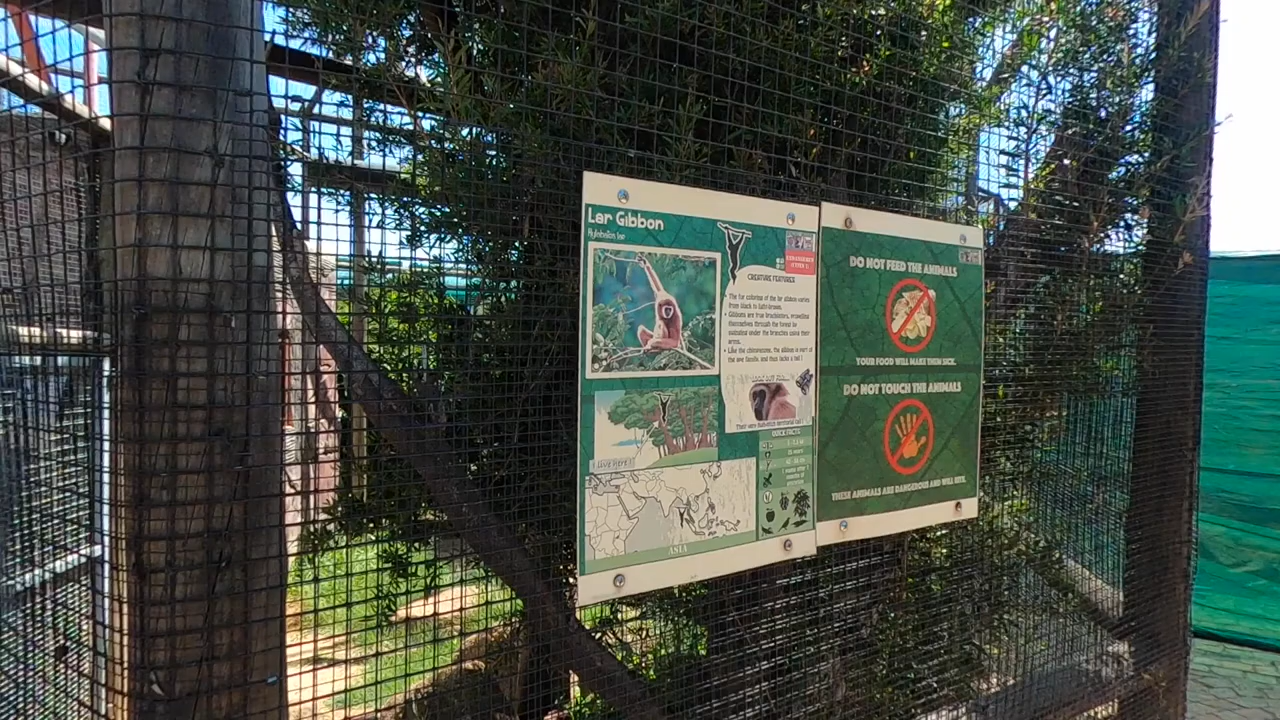 Lar Gibbon
Hylobates lar
ENDANGERED
CREATURE FEATURES
The fur coloring of the lar gibbon varies
from black to light-brown.
Gibbons are true brachiators, propelling
themselves through the forest by
swinging under the branches using their
arms.
Like the chimpanzee, the gibbon is part of
the ape family, and thus lacks a tail!
I live here!
QUICK FACTS
25 years
ASIA
DO NOT FEED THE ANIMALS
YOUR FOOD WILL MAKE THEM SICK.
DO NOT TOUCH THE ANIMALS
THESE ANIMALS ARE DANGEROUS AND WILL BITE.